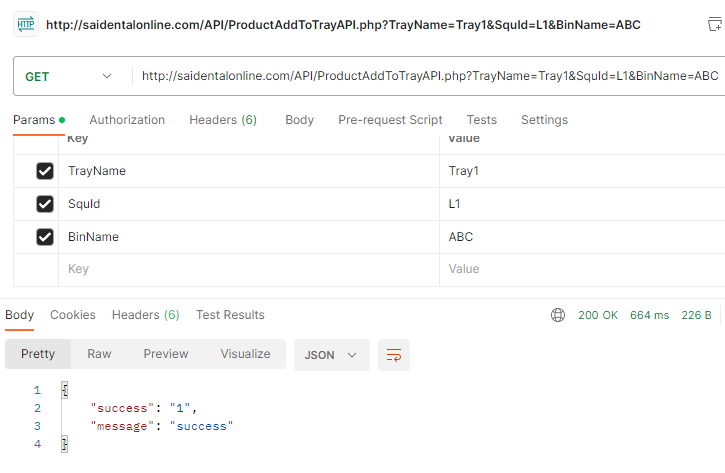 HTTP http://saidentalonline.com/API/ProductAddToTrayAPI.php?TrayName=Tray1&SquId=L1&BinName=ABC
GET http://saidentalonline.com/API/ProductAddToTrayAPI.php?TrayName=Tray1&SquId=L1&BinName=ABC
Params Authorization Headers (6) Body Pre-request Script Tests Settings
Key Value
TrayName Tray1
SquId L1
BinName ABC
Key Value
Body Cookies Headers (6) Test Results 200 OK 664 ms 226 B
Pretty Raw Preview Visualize JSON
1 {
2 "success": "1",
3 "message": "success"
4 }